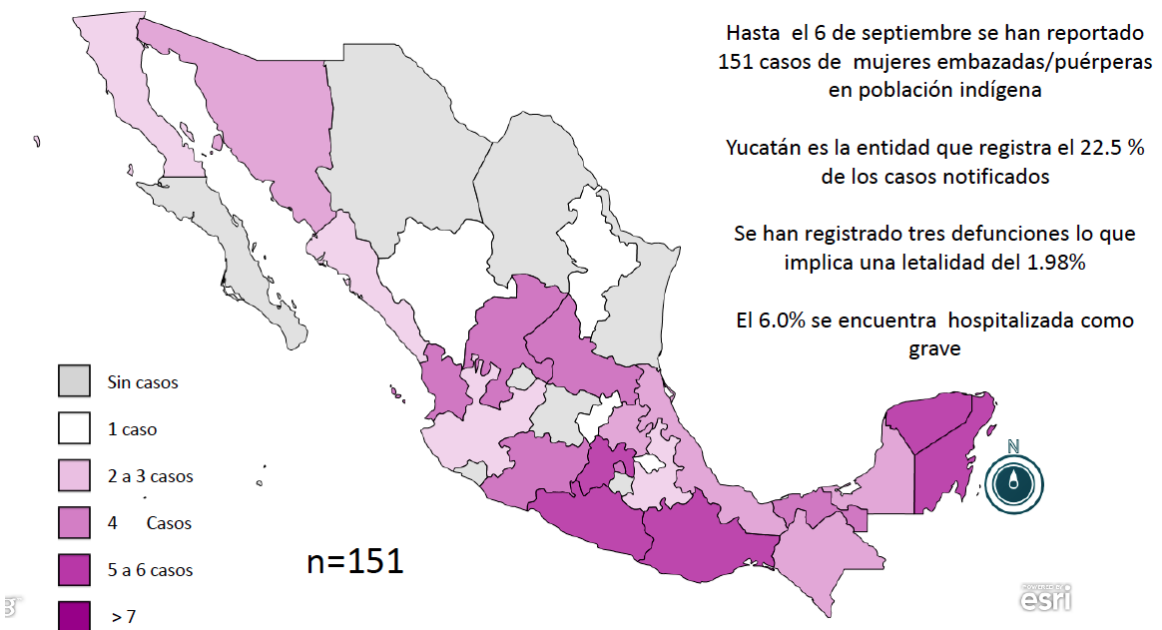 Hasta el 6 de septiembre se han reportado
151 casos de mujeres embazadas/puérperas
en población indígena
Yucatán es la entidad que registra el 22.5 %
de los casos notificados
Se han registrado tres defunciones lo que
implica una letalidad del 1.98%
El 6.0% se encuentra hospitalizada como
grave
Sin casos
1 caso
2 a 3 casos
4 Casos
5 a 6 casos
> 7
n=151
N
POWERED BY
esri